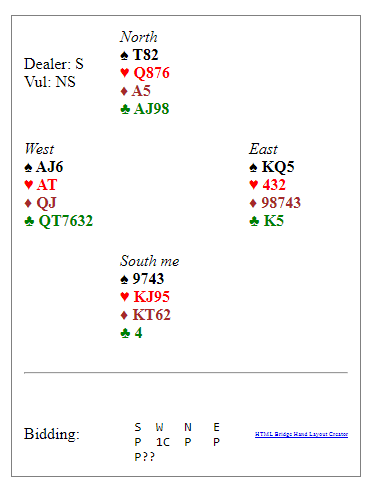 North
Dealer: S
Vul: NS
♠ T82
♥ Q876
♦ A5
♣ AJ98
West
♠ AJ6
♥ AT
♦ QJ
♣ QT7632
East
♠ KQ5
♥ 432
♦ 98743
♣ K5
South me
♠ 9743
♥ KJ95
♦ KT62
♣ 4
Bidding:
S W N E
P 1C P P
P??
HTML Bridge Hand Layout Creator